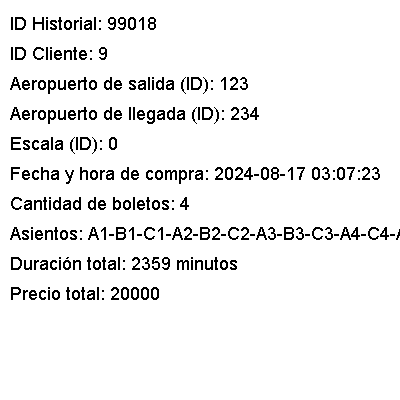 ID Historial: 99018
ID Cliente: 9
Aeropuerto de salida (ID): 123
Aeropuerto de llegada (ID): 234
Escala (ID): 0
Fecha y hora de compra: 2024-08-17 03:07:23
Cantidad de boletos: 4
Asientos: A1-B1-C1-A2-B2-C2-A3-B3-C3-A4-C4-
Duración total: 2359 minutos
Precio total: 20000